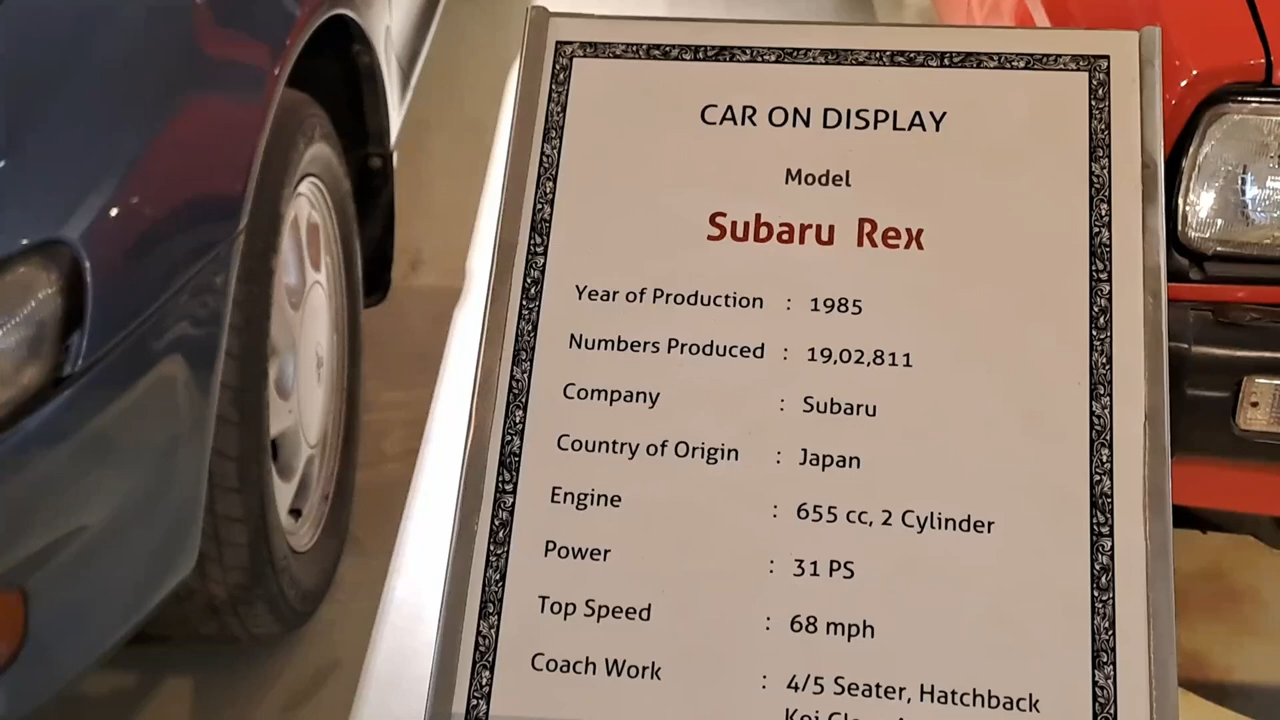 CAR ON DISPLAY
Model
Subaru Rex
Year of Production : 1985
Numbers Produced : 19,02,811
Company : Subaru
Country of Origin : Japan
Engine : 655 cc, 2 Cylinder
Power : 31 PS
Top Speed : 68 mph
Coach Work : 4/5 Seater, Hatchback